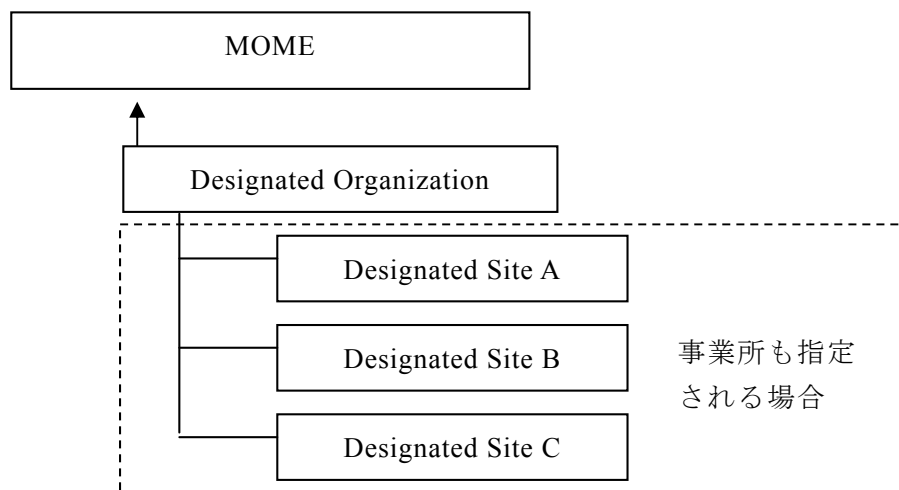 MOME
Designated Organization
Designated Site A
Designated Site B
Designated Site C
事業所も指定
される場合